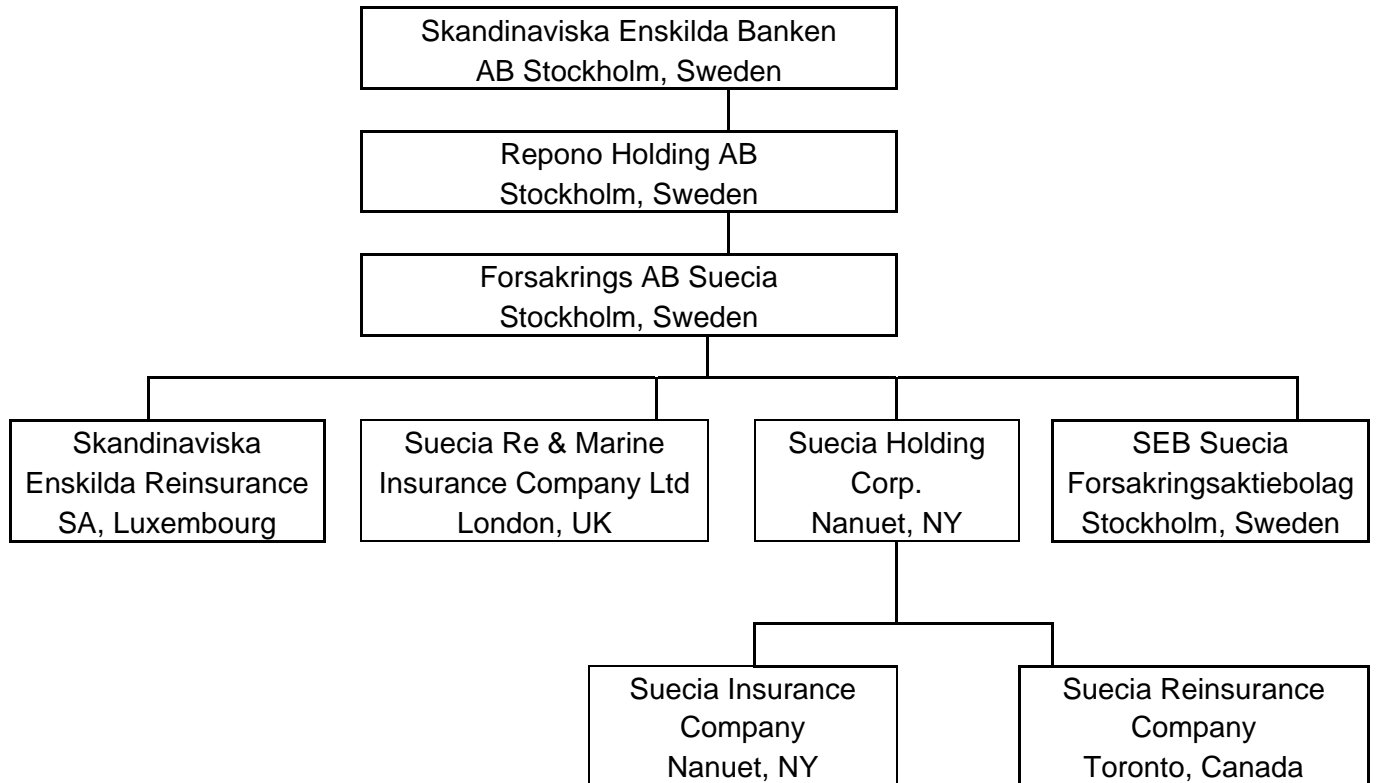 Skandinaviska Enskilda Banken
AB Stockholm, Sweden
Repono Holding AB
Stockholm, Sweden
Forsakrings AB Suecia
Stockholm, Sweden
Skandinaviska
Enskilda Reinsurance
SA, Luxembourg
Suecia Re & Marine
Insurance Company Ltd
London, UK
Suecia Holding
Corp.
Nanuet, NY
SEB Suecia
Forsakringsaktiebolag
Stockholm, Sweden
Suecia Insurance
Company
Nanuet, NY
Suecia Reinsurance
Company
Toronto, Canada